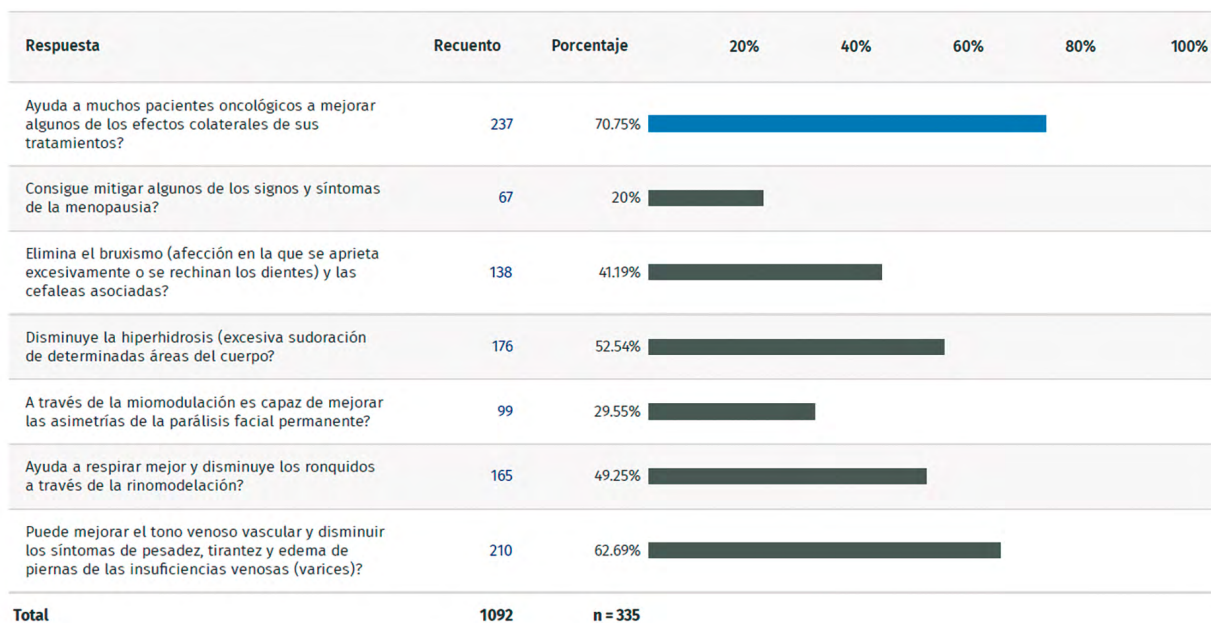 Respuesta Recuento Porcentaje 20% 40% 60% 80% 100%
Ayuda a muchos pacientes oncológicos a mejorar
algunos de los efectos colaterales de sus
tratamientos?
237 70.75%
Consigue mitigar algunos de los signos y síntomas
de la menopausia?
67 20%
Elimina el bruxismo (afección en la que se aprieta
excesivamente o se rechinan los dientes) y las
cefaleas asociadas?
138 41.19%
Disminuye la hiperhidrosis (excesiva sudoración
de determinadas áreas del cuerpo?
176 52.54%
A través de la miomodulación es capaz de mejorar
las asimetrías de la parálisis facial permanente?
99 29.55%
Ayuda a respirar mejor y disminuye los ronquidos
a través de la rinomodelación?
165 49.25%
Puede mejorar el tono venoso vascular y disminuir
los síntomas de pesadez, tirantez y edema de
piernas de las insuficiencias venosas (varices)?
210 62.69%
Total 1092 n = 335